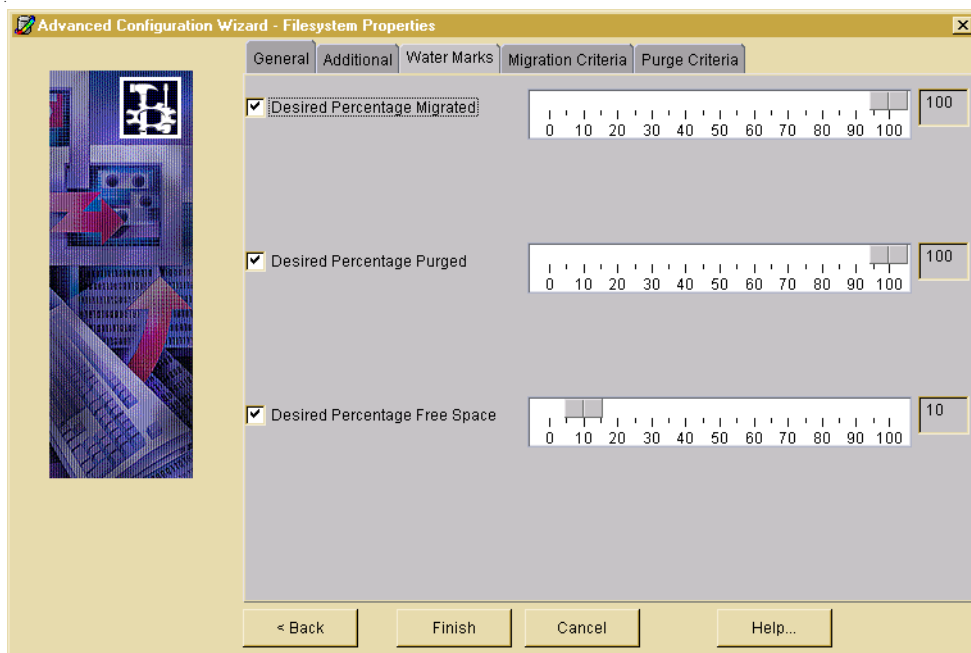 Advanced Configuration Wizard - Filesystem Properties
General Additional Water Marks Migration Criteria Purge Criteria
Desired Percentage Migrated
0 10 20 30 40 50 60 70 80 90 100
100
Desired Percentage Purged
0 10 20 30 40 50 60 70 80 90 100
100
Desired Percentage Free Space
0 10 20 30 40 50 60 70 80 90 100
10
< Back Finish Cancel Help...